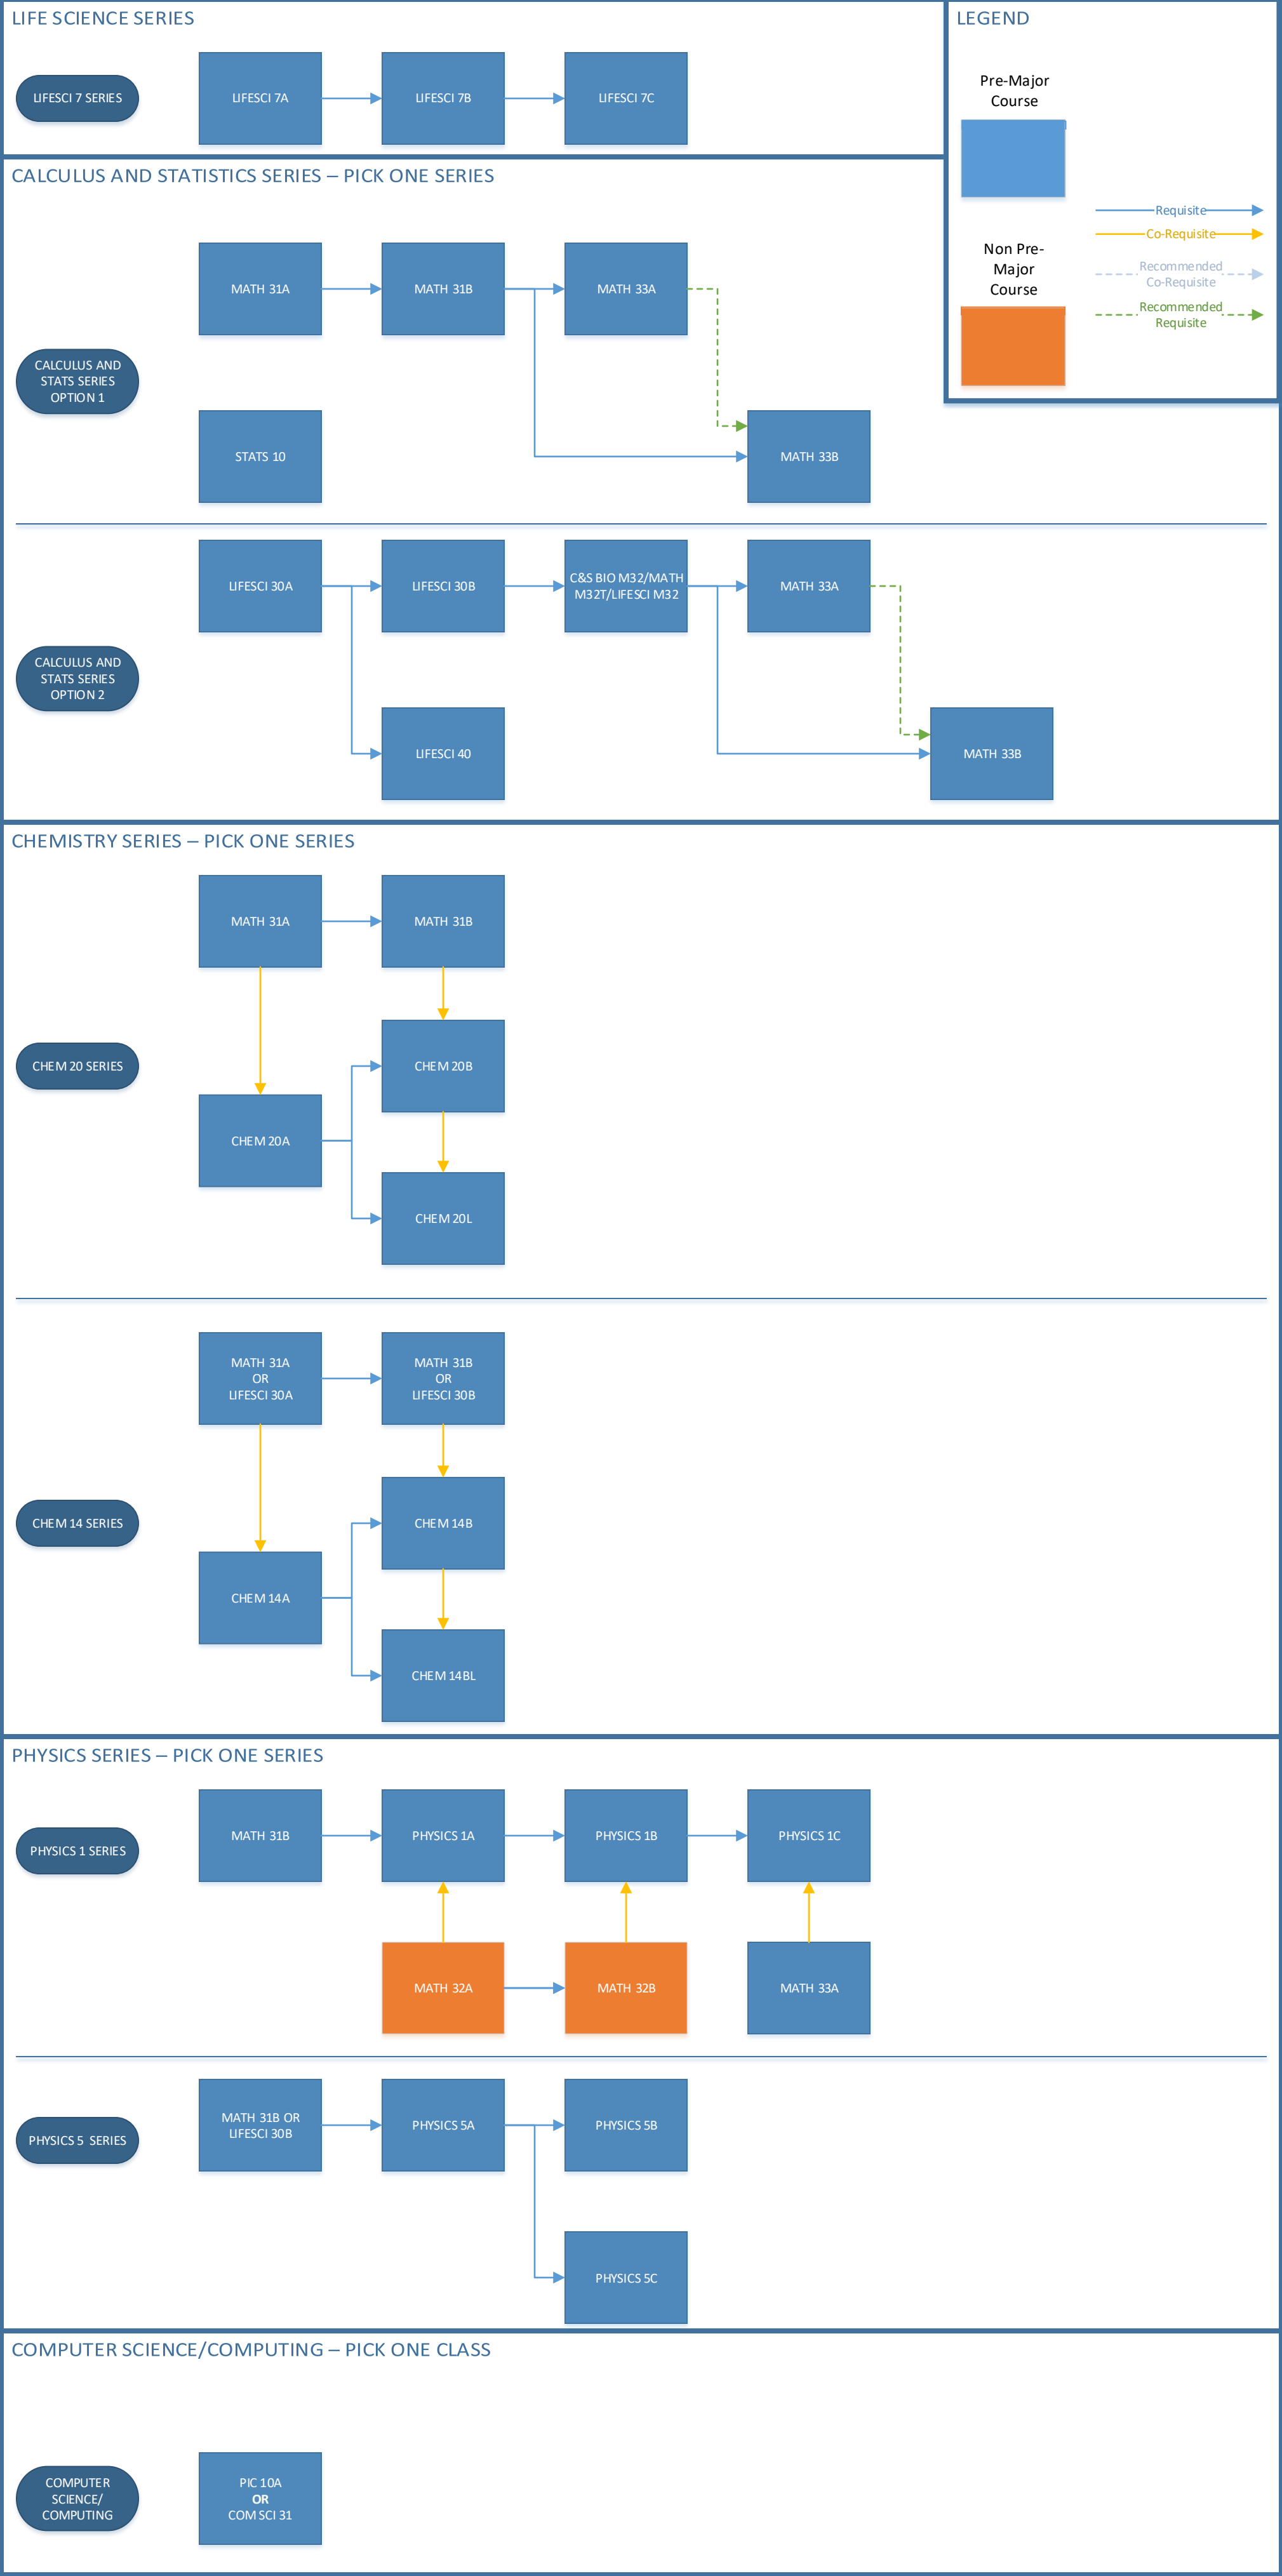 LIFE SCIENCE SERIES
LIFESCI 7 SERIES
LIFESCI 7A
LIFESCI 7B
LIFESCI 7C
LEGEND
Pre-Major
Course
Non Pre-
Major
Course
Requisite
Co-Requisite
Recommended
Co-Requisite
Recommended
Requisite
CALCULUS AND STATISTICS SERIES – PICK ONE SERIES
MATH 31A
MATH 31B
MATH 33A
CALCULUS AND
STATS SERIES
OPTION 1
STATS 10
MATH 33B
LIFESCI 30A
LIFESCI 30B
C&S BIO M32/MATH
M32T/LIFESCI M32
MATH 33A
CALCULUS AND
STATS SERIES
OPTION 2
LIFESCI 40
MATH 33B
CHEMISTRY SERIES – PICK ONE SERIES
MATH 31A
MATH 31B
CHEM 20 SERIES
CHEM 20B
CHEM 20A
CHEM 20L
MATH 31A
OR
LIFESCI 30A
MATH 31B
OR
LIFESCI 30B
CHEM 14 SERIES
CHEM 14B
CHEM 14A
CHEM 14BL
PHYSICS SERIES – PICK ONE SERIES
PHYSICS 1 SERIES
MATH 31B
PHYSICS 1A
PHYSICS 1B
PHYSICS 1C
MATH 32A
MATH 32B
MATH 33A
PHYSICS 5 SERIES
MATH 31B OR
LIFESCI 30B
PHYSICS 5A
PHYSICS 5B
PHYSICS 5C
COMPUTER SCIENCE/COMPUTING – PICK ONE CLASS
COMPUTER
SCIENCE/
COMPUTING
PIC 10A
OR
COM SCI 31